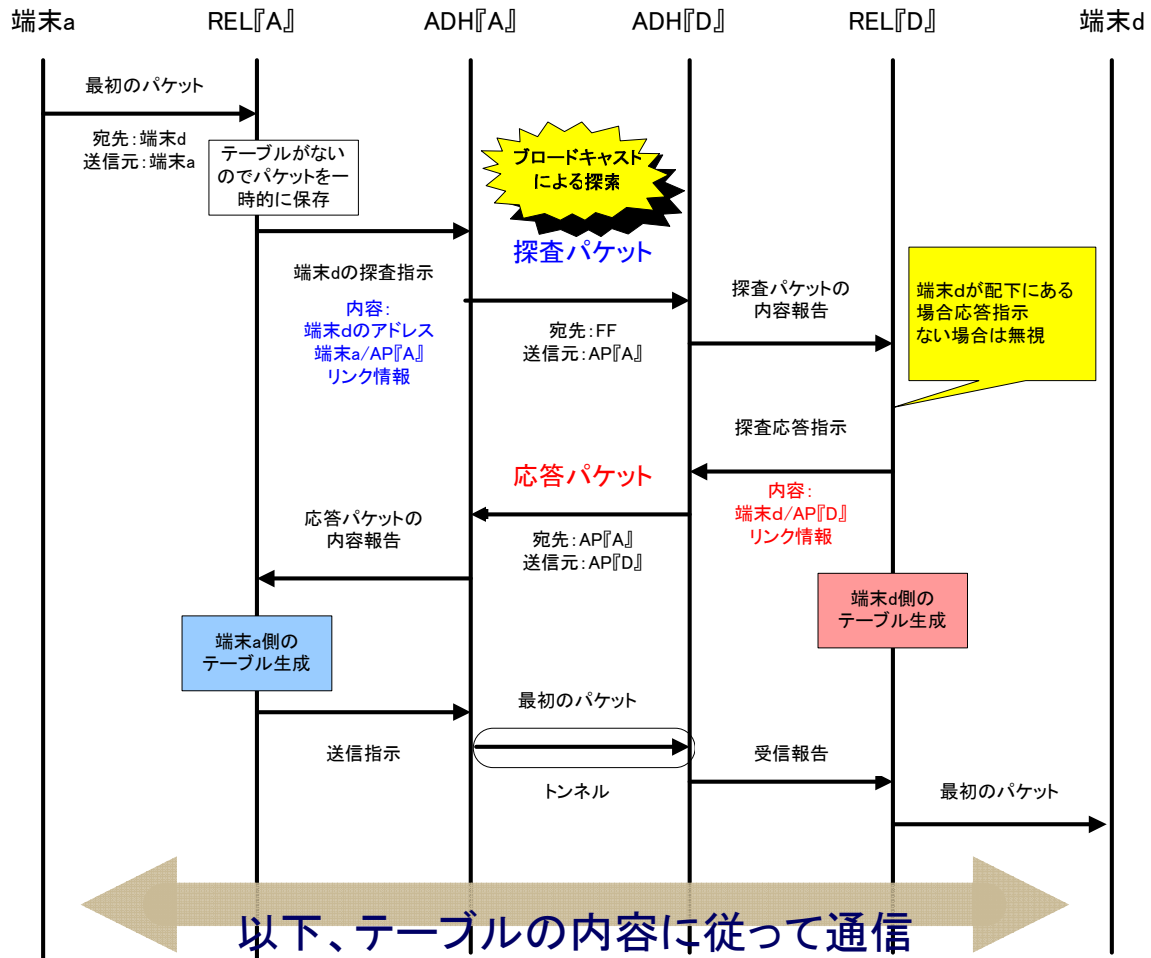 端末a
REL『A』
ADH『A』
ADH『D』
REL『D』
端末d
最初のパケット
宛先:端末d
送信元:端末a
テーブルがない
のでパケットを一
時的に保存
ブロードキャスト
による探索
探査パケット
端末dの探査指示
内容:
端末dのアドレス
端末a/AP『A』
リンク情報
宛先:FF
送信元:AP『A』
探査パケットの
内容報告
端末dが配下にある
場合応答指示
ない場合は無視
探査応答指示
応答パケット
内容:
端末d/AP『D』
リンク情報
宛先:AP『A』
送信元:AP『D』
応答パケットの
内容報告
端末d側の
テーブル生成
端末a側の
テーブル生成
最初のパケット
送信指示
トンネル
受信報告
最初のパケット
以下、テーブルの内容に従って通信